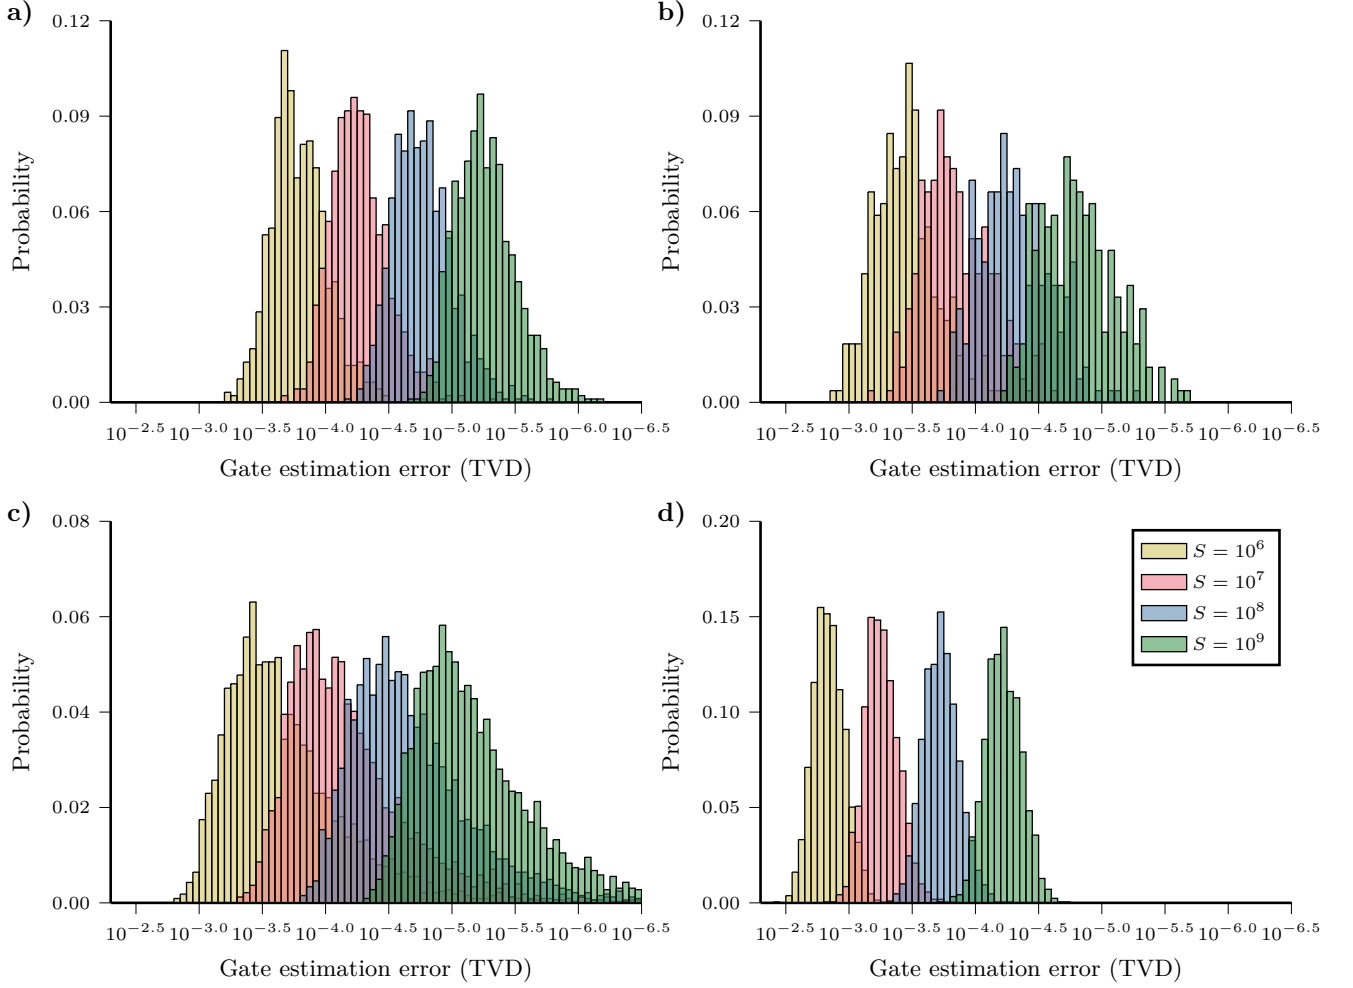 a)
0.12
0.09
0.06
0.03
0.00
Probability
10^−2.5 10^−3.0 10^−3.5 10^−4.0 10^−4.5 10^−5.0 10^−5.5 10^−6.0 10^−6.5
Gate estimation error (TVD)
b)
0.12
0.09
0.06
0.03
0.00
Probability
10^−2.5 10^−3.0 10^−3.5 10^−4.0 10^−4.5 10^−5.0 10^−5.5 10^−6.0 10^−6.5
Gate estimation error (TVD)
c)
0.08
0.06
0.04
0.02
0.00
Probability
10^−2.5 10^−3.0 10^−3.5 10^−4.0 10^−4.5 10^−5.0 10^−5.5 10^−6.0 10^−6.5
Gate estimation error (TVD)
d)
0.20
0.15
0.10
0.05
0.00
Probability
10^−2.5 10^−3.0 10^−3.5 10^−4.0 10^−4.5 10^−5.0 10^−5.5 10^−6.0 10^−6.5
Gate estimation error (TVD)
S = 10^6
S = 10^7
S = 10^8
S = 10^9